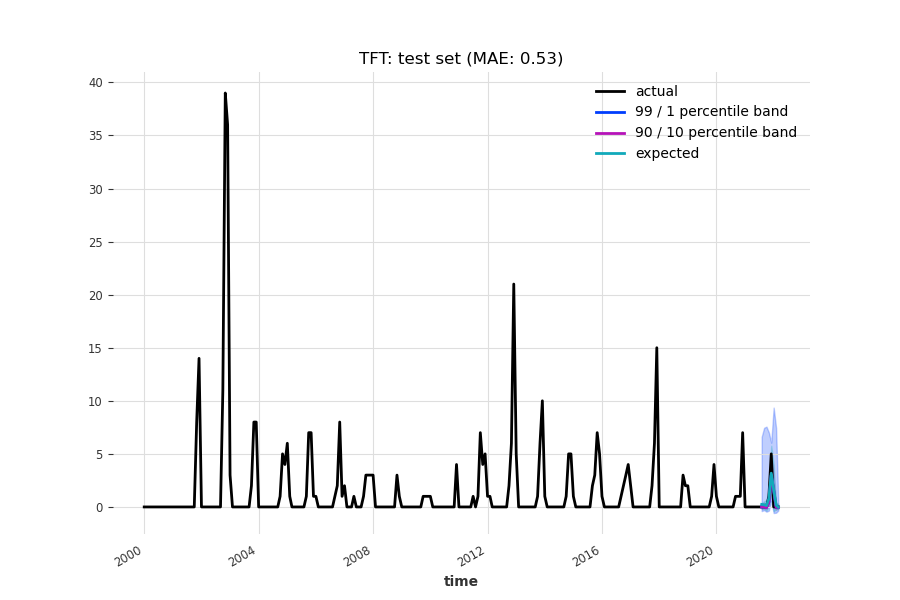 TFT: test set (MAE: 0.53)
actual
99 / 1 percentile band
90 / 10 percentile band
expected
40
35
30
25
20
15
10
5
0
2000
2004
2008
2012
2016
2020
time